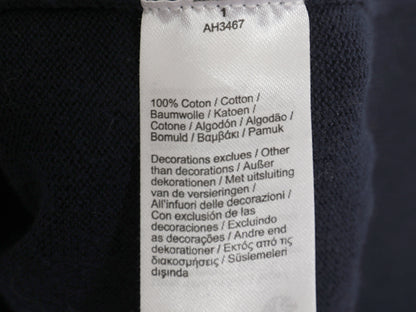 1
AH3467
100% Coton / Cotton /
Baumwolle / Katoen /
Cotone / Algodón / Algodão /
Bomuld / Βαμβάκι / Pamuk
Decorations exclues / Other
than decorations / Außer
dekorationen / Met uitsluiting
van de versieringen /
All'infuori delle decorazioni /
Con exclusión de las
decoraciones / Excluindo
as decorações / Andre end
dekorationer / Εκτός από τις
διακοσμήσεις / Süslemeleri
dışında